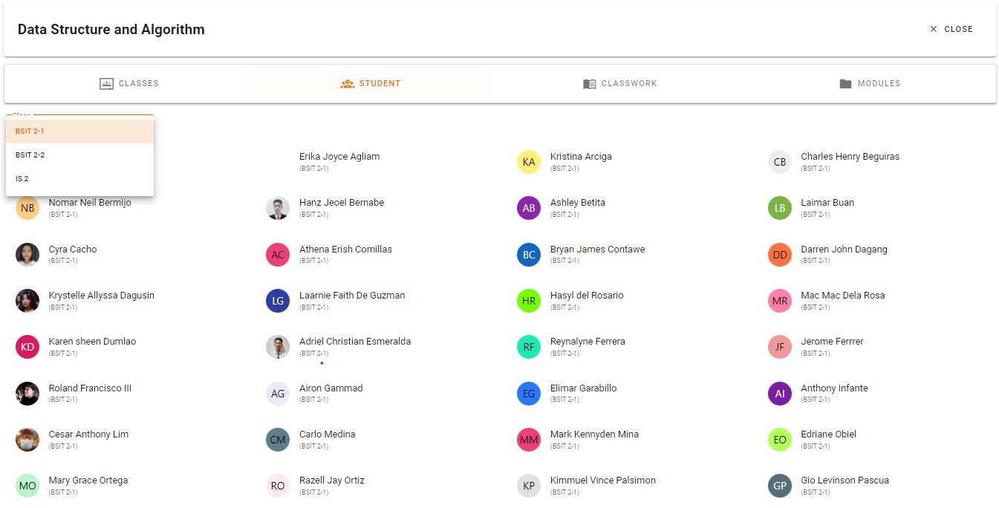 Data Structure and Algorithm
CLOSE
CLASSES
STUDENT
CLASSWORK
MODULES
Class
BSIT 2-1
BSIT 2-2
IS 2
Erika Joyce Agliam
(BSIT 2-1)
KA
Kristina Arciga
(BSIT 2-1)
CB
Charles Henry Beguiras
(BSIT 2-1)
NB
Nomar Neil Bermijo
(BSIT 2-1)
Hanz Jeoel Bernabe
(BSIT 2-1)
AB
Ashley Betita
(BSIT 2-1)
LB
Laimar Buan
(BSIT 2-1)
Cyra Cacho
(BSIT 2-1)
AC
Athena Erish Comillas
(BSIT 2-1)
BC
Bryan James Contawe
(BSIT 2-1)
DD
Darren John Dagang
(BSIT 2-1)
Krystelle Allyssa Dagusin
(BSIT 2-1)
LG
Laarnie Faith De Guzman
(BSIT 2-1)
HR
Hasyl del Rosario
(BSIT 2-1)
MR
Mac Mac Dela Rosa
(BSIT 2-1)
KD
Karen sheen Dumlao
(BSIT 2-1)
Adriel Christian Esmeralda
(BSIT 2-1)
RF
Reynalyne Ferrera
(BSIT 2-1)
JF
Jerome Ferrrer
(BSIT 2-1)
Roland Francisco III
(BSIT 2-1)
AG
Airon Gammad
(BSIT 2-1)
EG
Elimar Garabillo
(BSIT 2-1)
AI
Anthony Infante
(BSIT 2-1)
Cesar Anthony Lim
(BSIT 2-1)
CM
Carlo Medina
(BSIT 2-1)
MM
Mark Kennyden Mina
(BSIT 2-1)
EO
Edriane Obiel
(BSIT 2-1)
MO
Mary Grace Ortega
(BSIT 2-1)
RO
Razell Jay Ortiz
(BSIT 2-1)
KP
Kimmuel Vince Palsimon
(BSIT 2-1)
GP
Gio Levinson Pascua
(BSIT 2-1)